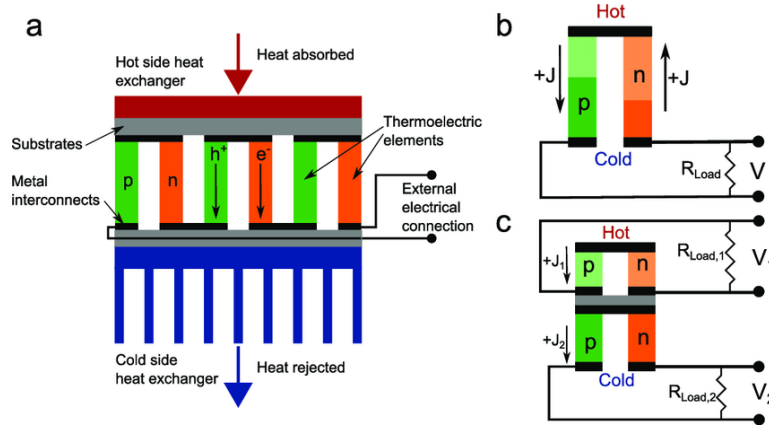 a
Hot side heat
exchanger
Heat absorbed
Substrates
Thermoelectric
elements
p
n
h+
e-
Metal
interconnects
External
electrical
connection
Cold side
heat exchanger
Heat rejected
b
Hot
+J
p
n
+J
Cold
RLoad
V
c
Hot
+J1
p
n
RLoad,1
V
+J2
p
n
Cold
RLoad,2
V2